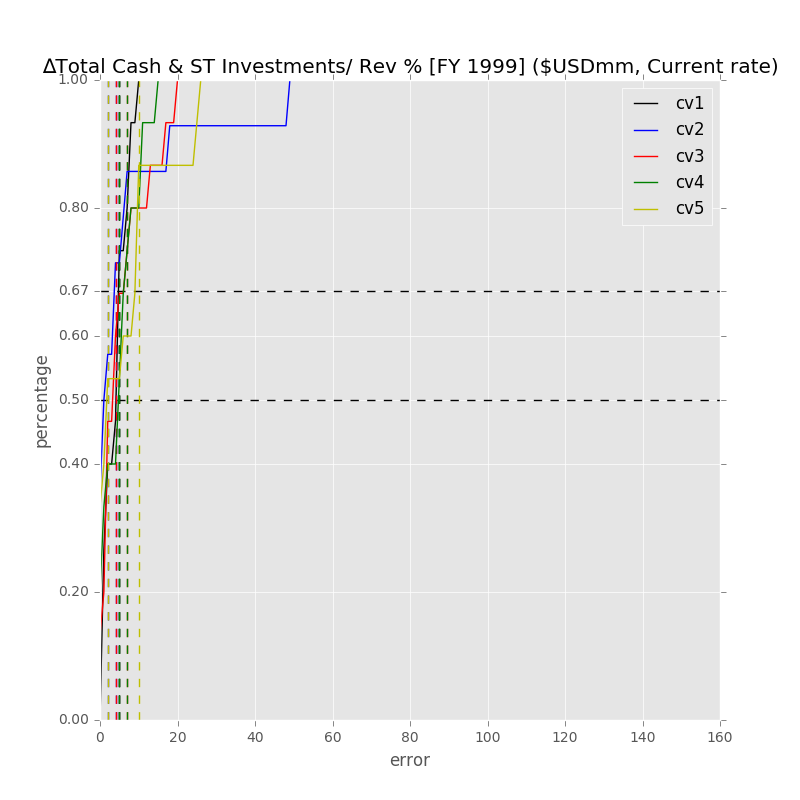 ΔTotal Cash & ST Investments/ Rev % [FY 1999] ($USDmm, Current rate)
1.00
cv1
cv2
cv3
cv4
cv5
0.80
0.67
0.60
0.50
0.40
0.20
0.00
percentage
0 20 40 60 80 100 120 140 160
error